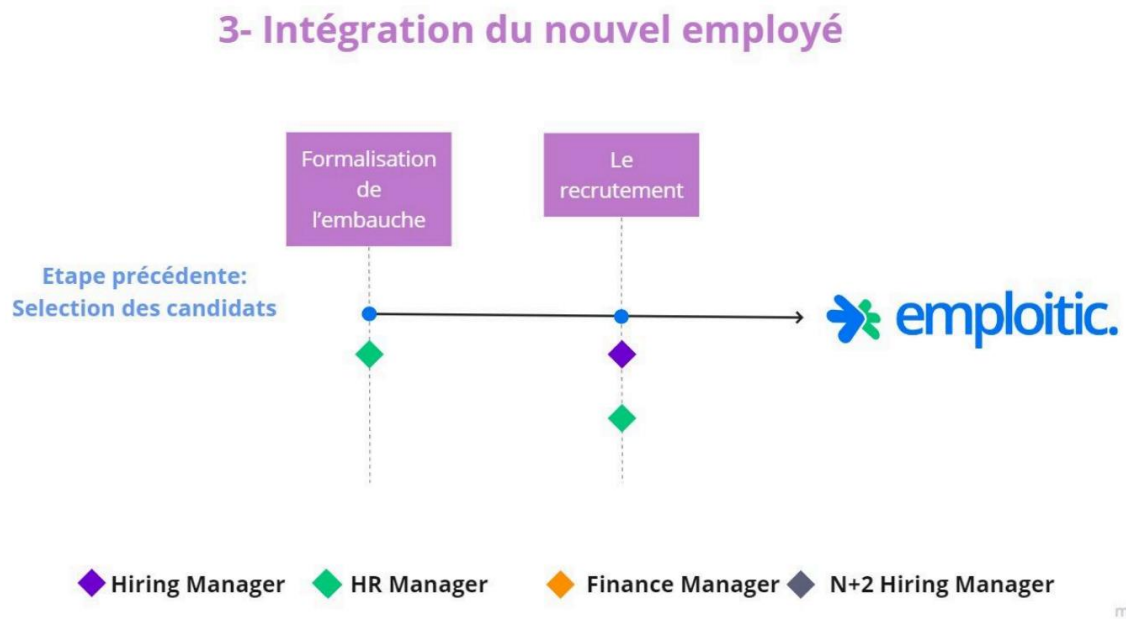 3- Intégration du nouvel employé
Formalisation
de
l’embauche
Le
recrutement
Etape précédente:
Selection des candidats
emploitic.
Hiring Manager
HR Manager
Finance Manager
N+2 Hiring Manager